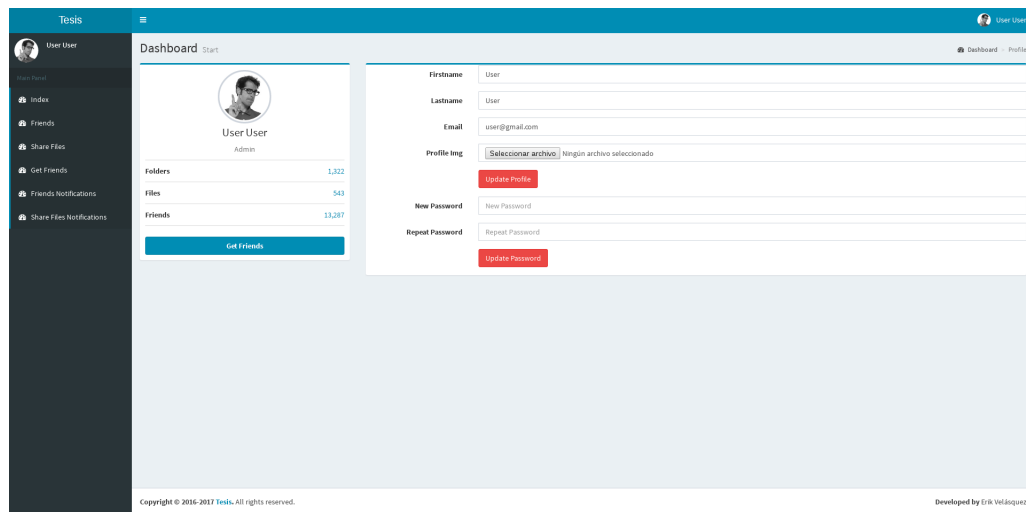 Tesis
User User
User User
Dashboard Start
Dashboard > Profile
Main Panel
Index
Friends
Share Files
Get Friends
Friends Notifications
Share Files Notifications
User User
Admin
Folders 1,322
Files 543
Friends 13,287
Get Friends
Firstname User
Lastname User
Email user@gmail.com
Profile Img Seleccionar archivo Ningún archivo seleccionado
Update Profile
New Password New Password
Repeat Password Repeat Password
Update Password
Copyright © 2016-2017 Tesis. All rights reserved.
Developed by Erik Velásquez